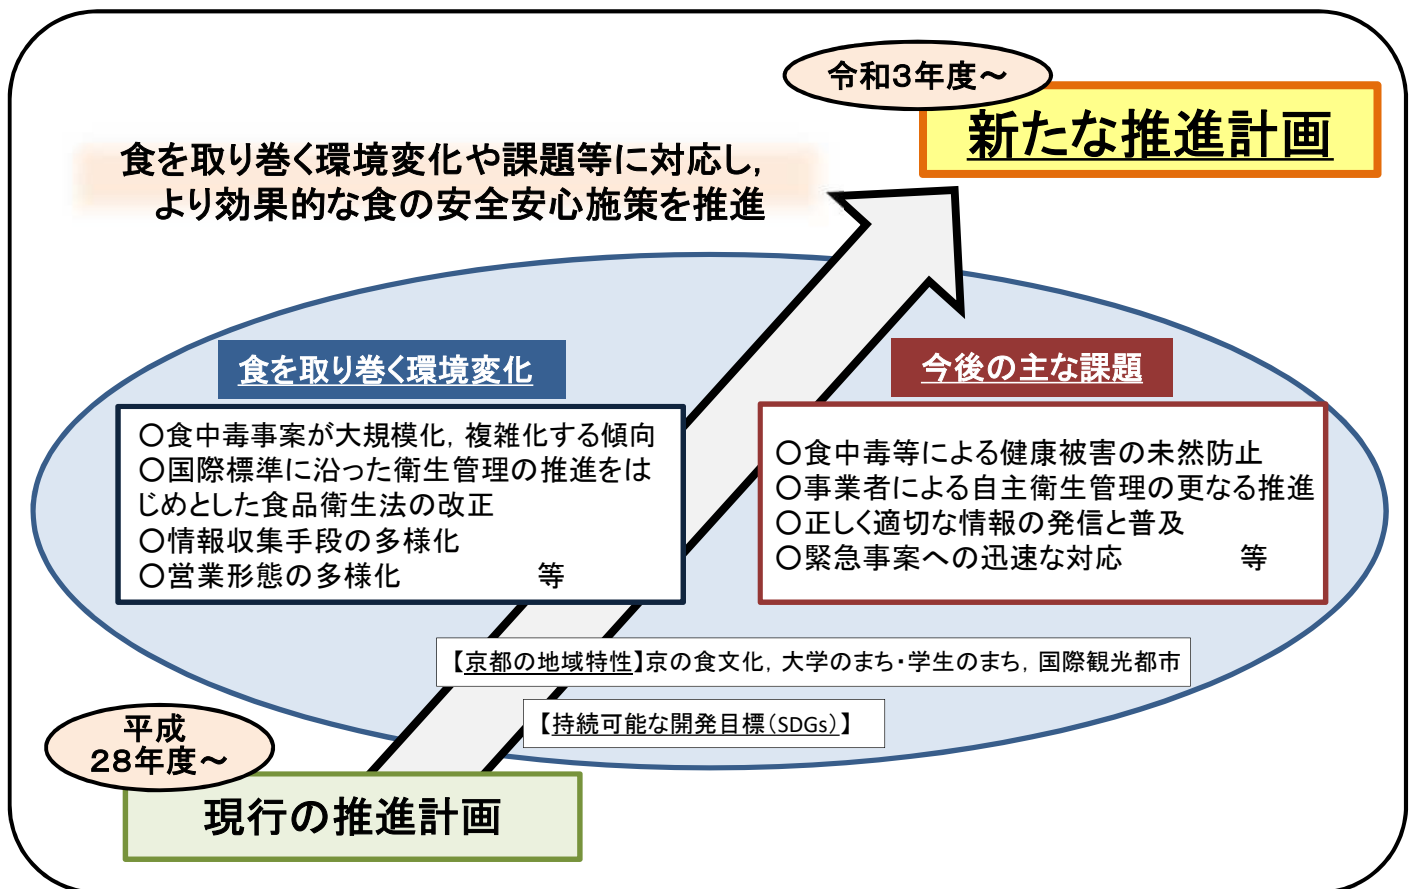 令和３年度～
新たな推進計画
食を取り巻く環境変化や課題等に対応し，
より効果的な食の安全安心施策を推進
食を取り巻く環境変化
○食中毒事案が大規模化，複雑化する傾向
○国際標準に沿った衛生管理の推進をは
じめとした食品衛生法の改正
○情報収集手段の多様化
○営業形態の多様化　　　　　等
今後の主な課題
○食中毒等による健康被害の未然防止
○事業者による自主衛生管理の更なる推進
○正しく適切な情報の発信と普及
○緊急事案への迅速な対応　　　　等
【京都の地域特性】京の食文化，大学のまち・学生のまち，国際観光都市
【持続可能な開発目標（SDGs）】
平成
２８年度～
現行の推進計画